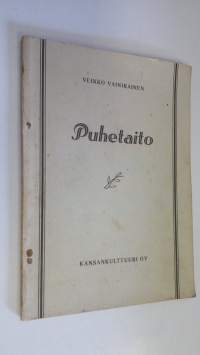 VEIKKO VAINIKAINEN
Puhetaito
KANSANKULTTUURI OY